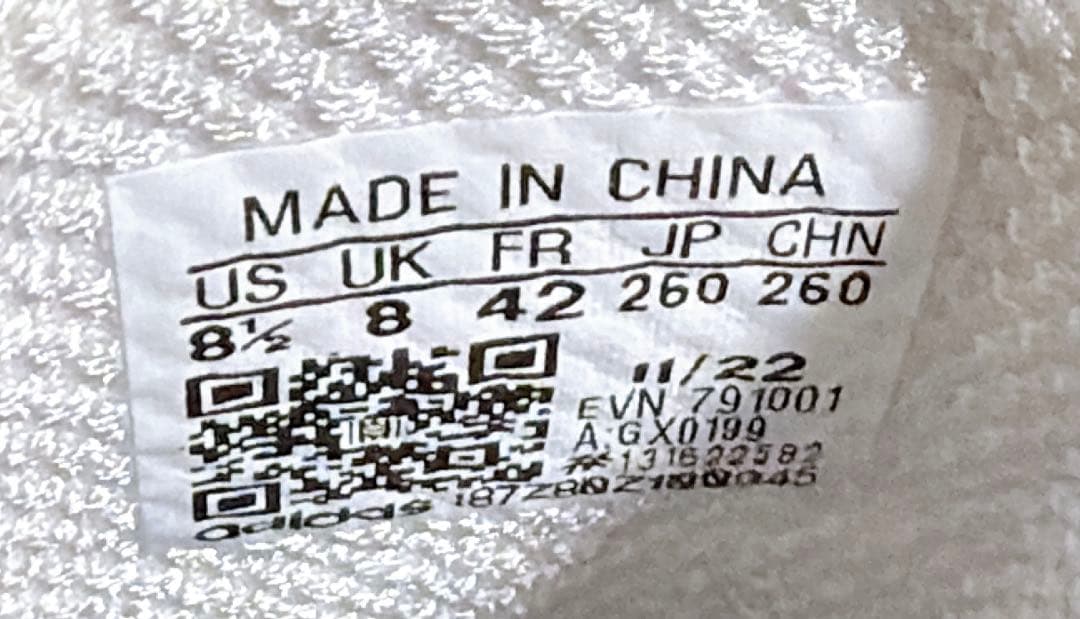 MADE IN CHINA
US UK FR JP CHN
8½ 8 42 260 260
11/22
EVN 791001
A:GX0199
adidas